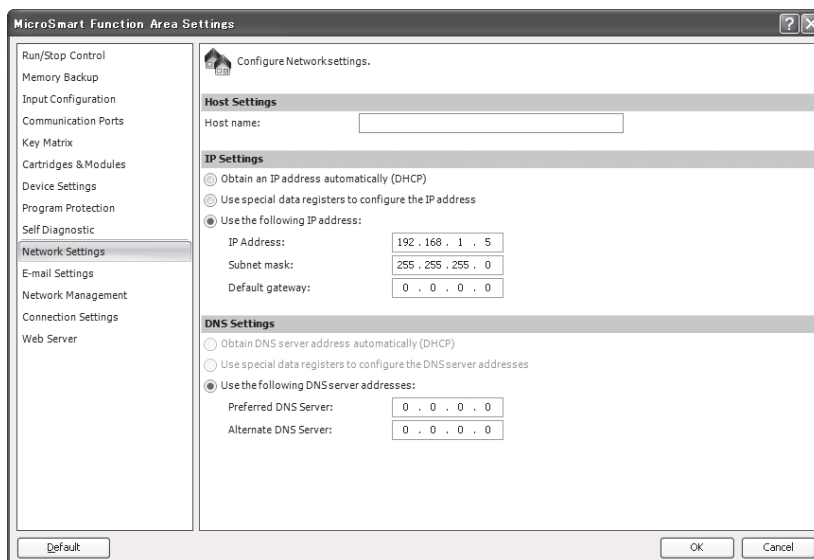 MicroSmart Function Area Settings
Run/Stop Control
Memory Backup
Input Configuration
Communication Ports
Key Matrix
Cartridges &Modules
Device Settings
Program Protection
Self Diagnostic
Network Settings
E-mail Settings
Network Management
Connection Settings
Web Server
Configure Networksettings.
Host Settings
Host name:
IP Settings
Obtain an IP address automatically (DHCP)
Use special data registers to configure the IP address
Use the following IP address:
IP Address: 192 . 168 . 1 . 5
Subnet mask: 255 . 255 . 255 . 0
Default gateway: 0 . 0 . 0 . 0
DNS Settings
Obtain DNS server address automatically (DHCP)
Use special data registers to configure the DNS server addresses
Use the following DNS server addresses:
Preferred DNS Server: 0 . 0 . 0 . 0
Alternate DNS Server: 0 . 0 . 0 . 0
Default OK Cancel